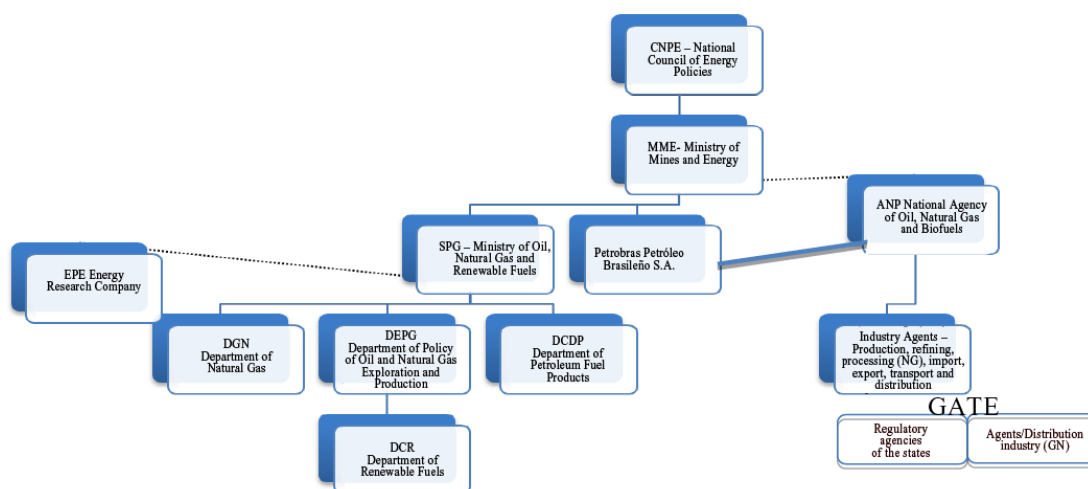 CNPE – National
Council of Energy
Policies
MME- Ministry of
Mines and Energy
ANP National Agency
of Oil, Natural Gas
and Biofuels
SPG – Ministry of Oil,
Natural Gas and
Renewable Fuels
Petrobras Petróleo
Brasileño S.A.
EPE Energy
Research Company
DGN
Department of
Natural Gas
DEPG
Department of Policy
of Oil and Natural Gas
Exploration and
Production
DCDP
Department of
Petroleum Fuel
Products
Industry Agents –
Production, refining,
processing (NG), import,
export, transport and
distribution
DCR
Department of
Renewable Fuels
GATE
Regulatory
agencies
of the states
Agents/Distribution
industry (GN)